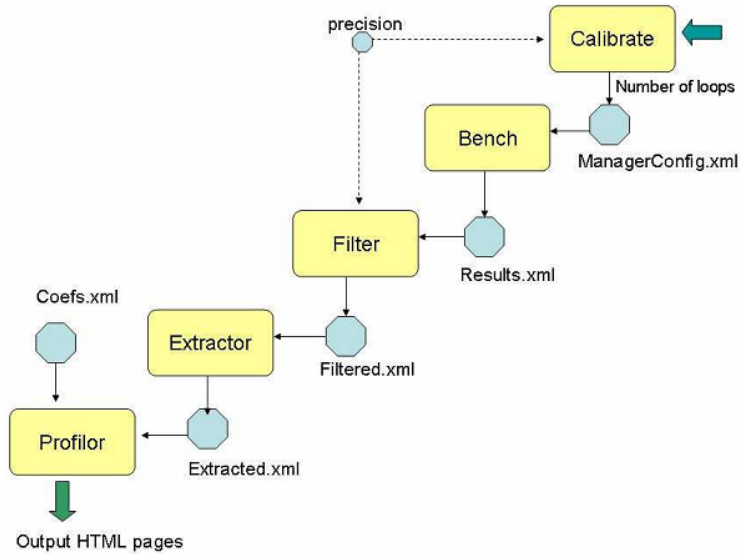 precision
Calibrate
Number of loops
Bench
ManagerConfig.xml
Filter
Results.xml
Coefs.xml
Extractor
Filtered.xml
Profilor
Extracted.xml
Output HTML pages